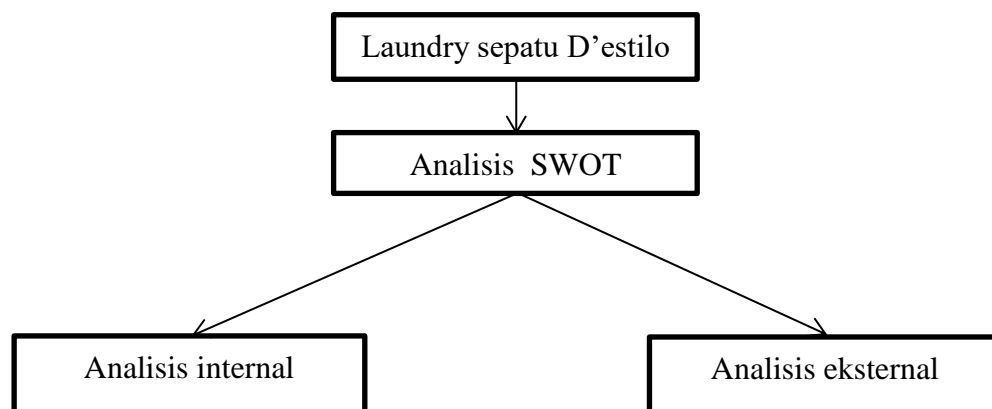 Laundry sepatu D’estilo
Analisis SWOT
Analisis internal
Analisis eksternal